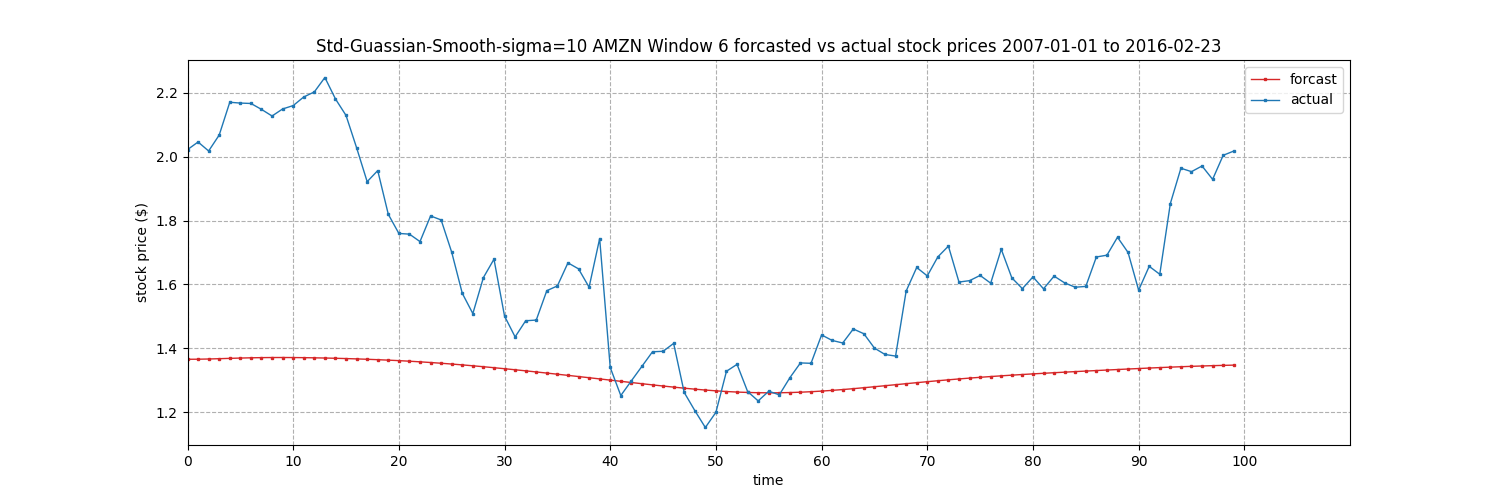 Std-Guassian-Smooth-sigma=10 AMZN Window 6 forcasted vs actual stock prices 2007-01-01 to 2016-02-23
forcast
actual
stock price ($)
2.2
2.0
1.8
1.6
1.4
1.2
0 10 20 30 40 50 60 70 80 90 100
time